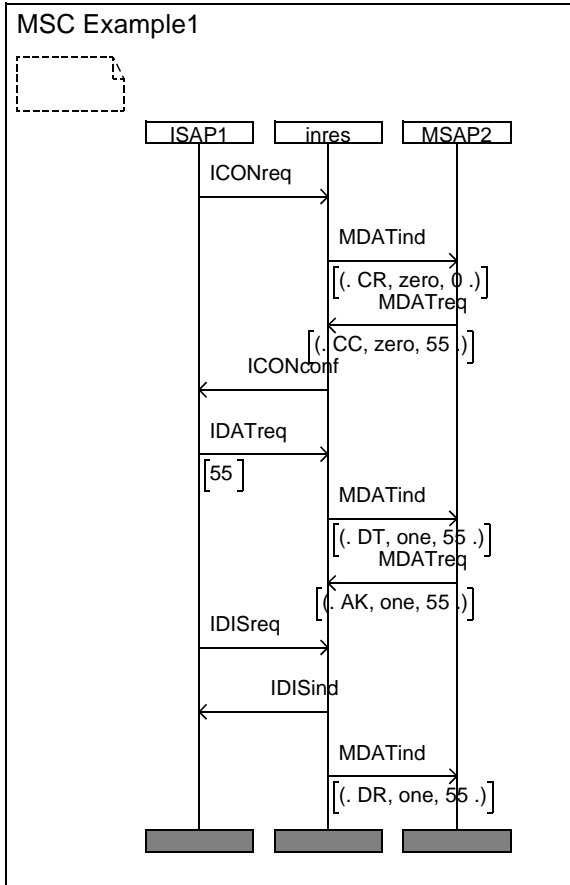 MSC Example1
ISAP1 inres MSAP2
ICONreq
MDATind
(. CR, zero, 0 .)
MDATreq
(. CC, zero, 55 .)
ICONconf
IDATreq
55
MDATind
(. DT, one, 55 .)
MDATreq
(. AK, one, 55 .)
IDISreq
IDISind
MDATind
(. DR, one, 55 .)